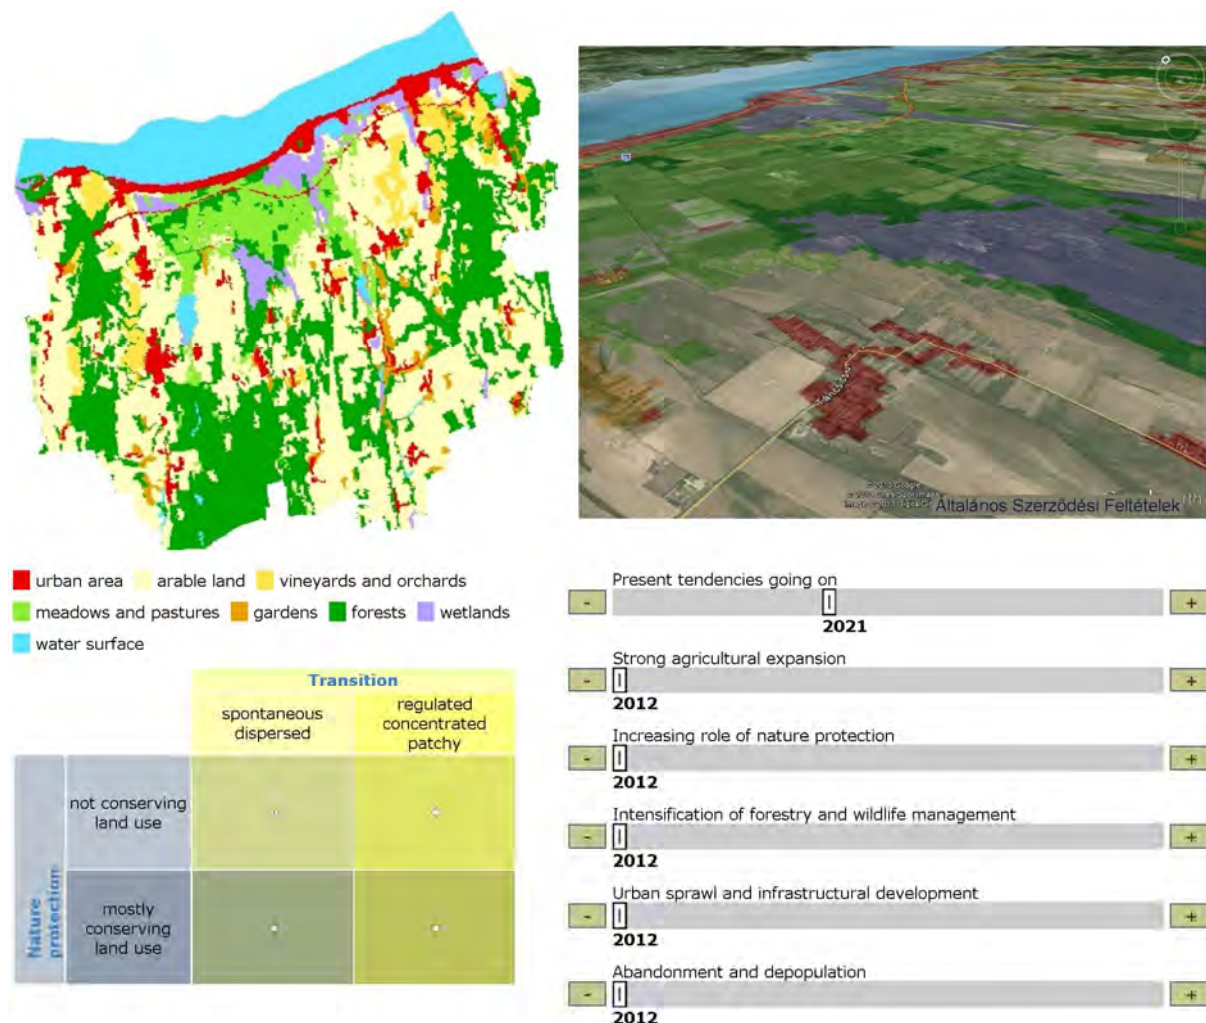 Általános Szerződési Feltételek
urban area arable land vineyards and orchards
meadows and pastures gardens forests wetlands
water surface
Transition
spontaneous
dispersed
regulated
concentrated
patchy
Nature
protection
not conserving
land use
mostly
conserving
land use
Present tendencies going on
- +
2021
Strong agricultural expansion
- +
2012
Increasing role of nature protection
- +
2012
Intensification of forestry and wildlife management
- +
2012
Urban sprawl and infrastructural development
- +
2012
Abandonment and depopulation
- +
2012